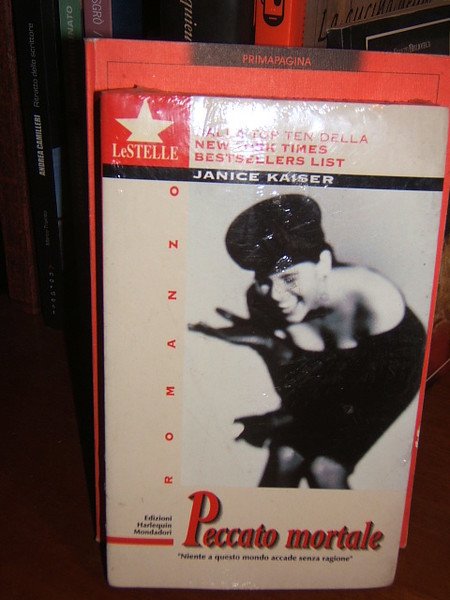 PRIMAPAGINA
LeSTELLE
ALLA TOP TEN DELLA
NEW YORK TIMES
BESTSELLERS LIST
JANICE KAISER
ROMANZO
Edizioni
Harlequin
Mondadori
Peccato mortale
"Niente a questo mondo accade senza ragione"
ANDREA CAMILLERI